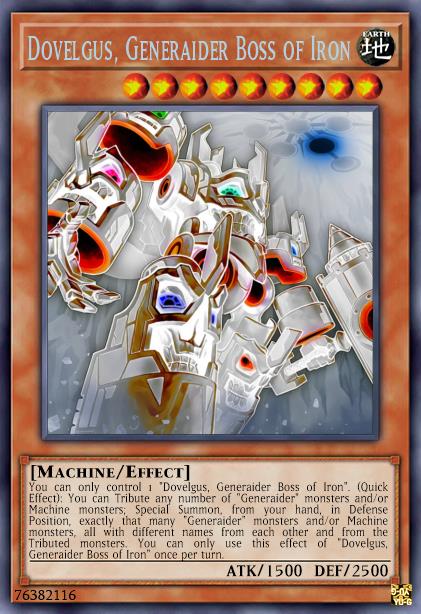 DOVELGUS, GENERAIDER BOSS OF IRON
EARTH
地
[MACHINE/EFFECT]
You can only control 1 "Dovelgus, Generaider Boss of Iron". (Quick
Effect): You can Tribute any number of "Generaider" monsters and/or
Machine monsters; Special Summon, from your hand, in Defense
Position, exactly that many "Generaider" monsters and/or Machine
monsters, all with different names from each other and from the
Tributed monsters. You can only use this effect of "Dovelgus,
Generaider Boss of Iron" once per turn.
ATK/1500 DEF/2500
76382116